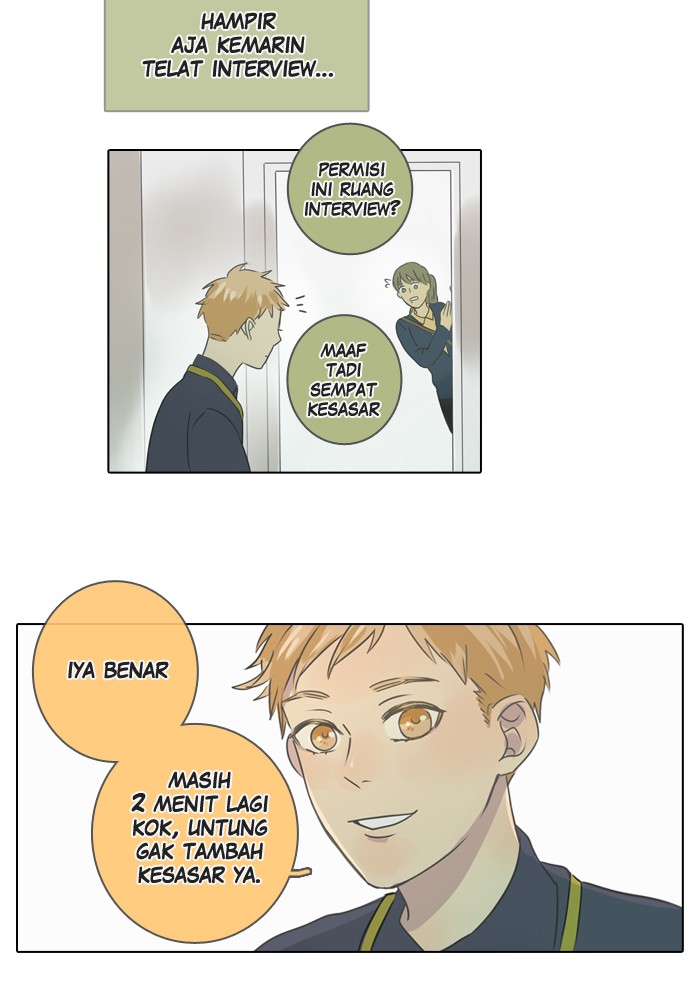 HAMPIR
AJA KEMARIN
TELAT INTERVIEW...
PERMISI
INI RUANG
INTERVIEW?
MAAF
TADI
SEMPAT
KESASAR
IYA BENAR
MASIH
2 MENIT LAGI
KOK, UNTUNG
GAK TAMBAH
KESASAR YA.